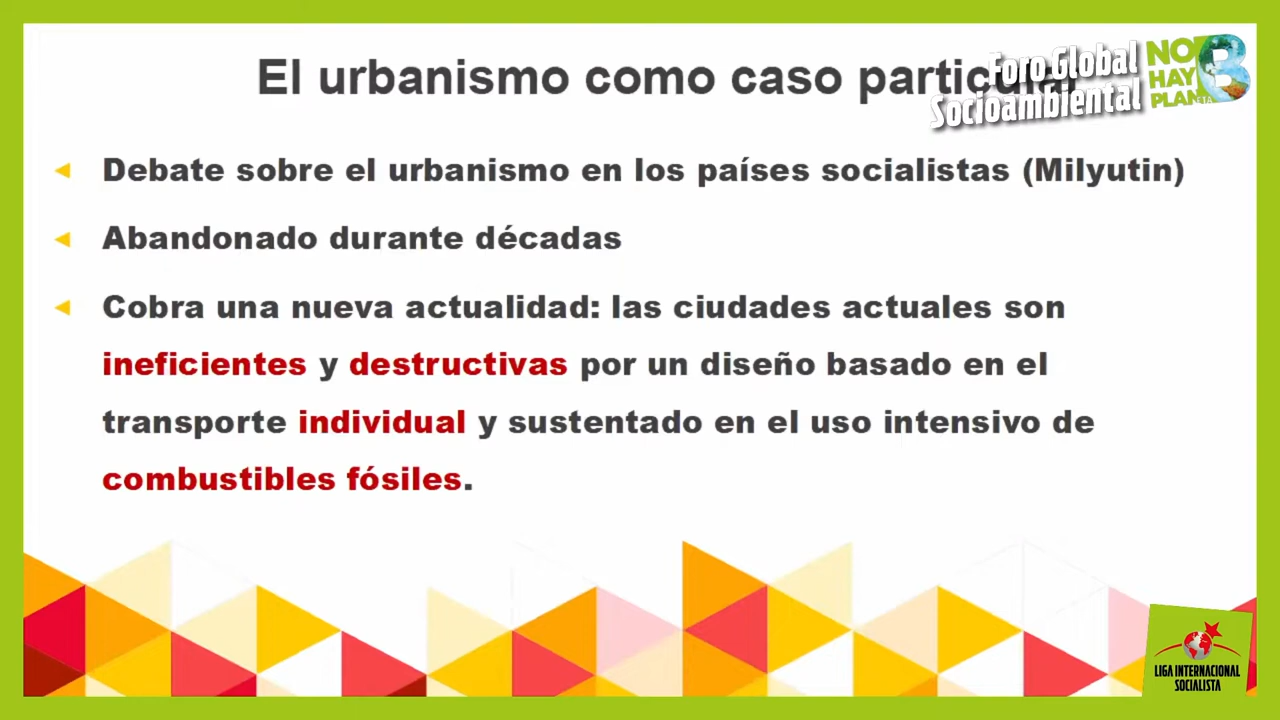 El urbanismo como caso particular
Foro Global
Socioambiental
NO
HAY
PLANETA
B
Debate sobre el urbanismo en los países socialistas (Milyutin)
Abandonado durante décadas
Cobra una nueva actualidad: las ciudades actuales son
ineficientes y destructivas por un diseño basado en el
transporte individual y sustentado en el uso intensivo de
combustibles fósiles.
LIGA INTERNACIONAL
SOCIALISTA